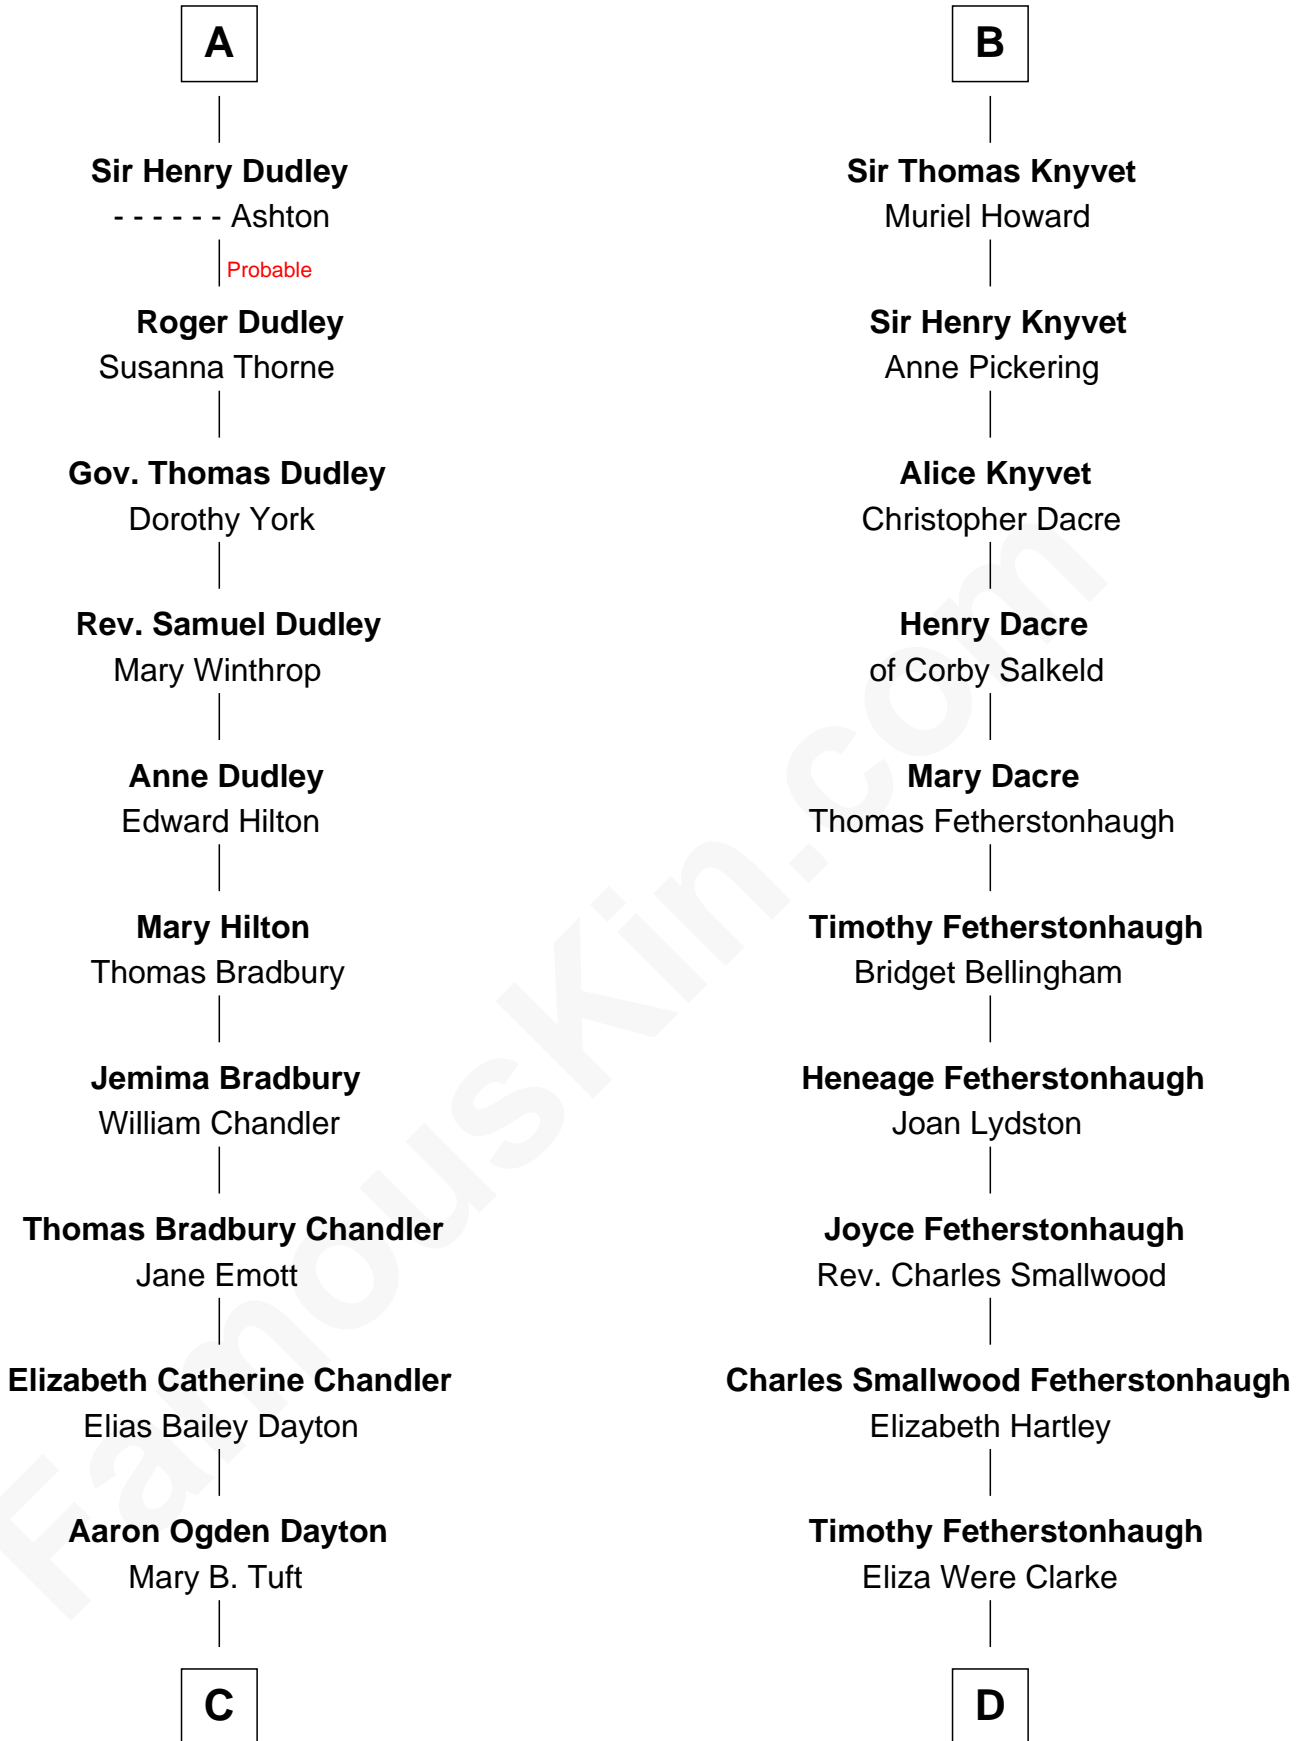 A
Sir Henry Dudley
- - - - - - Ashton
Probable
Roger Dudley
Susanna Thorne
Gov. Thomas Dudley
Dorothy York
Rev. Samuel Dudley
Mary Winthrop
Anne Dudley
Edward Hilton
Mary Hilton
Thomas Bradbury
Jemima Bradbury
William Chandler
Thomas Bradbury Chandler
Jane Emott
Elizabeth Catherine Chandler
Elias Bailey Dayton
Aaron Ogden Dayton
Mary B. Tuft
C
B
Sir Thomas Knyvet
Muriel Howard
Sir Henry Knyvet
Anne Pickering
Alice Knyvet
Christopher Dacre
Henry Dacre
of Corby Salkeld
Mary Dacre
Thomas Fetherstonhaugh
Timothy Fetherstonhaugh
Bridget Bellingham
Heneage Fetherstonhaugh
Joan Lydston
Joyce Fetherstonhaugh
Rev. Charles Smallwood
Charles Smallwood Fetherstonhaugh
Elizabeth Hartley
Timothy Fetherstonhaugh
Eliza Were Clarke
D
FamousKin.com